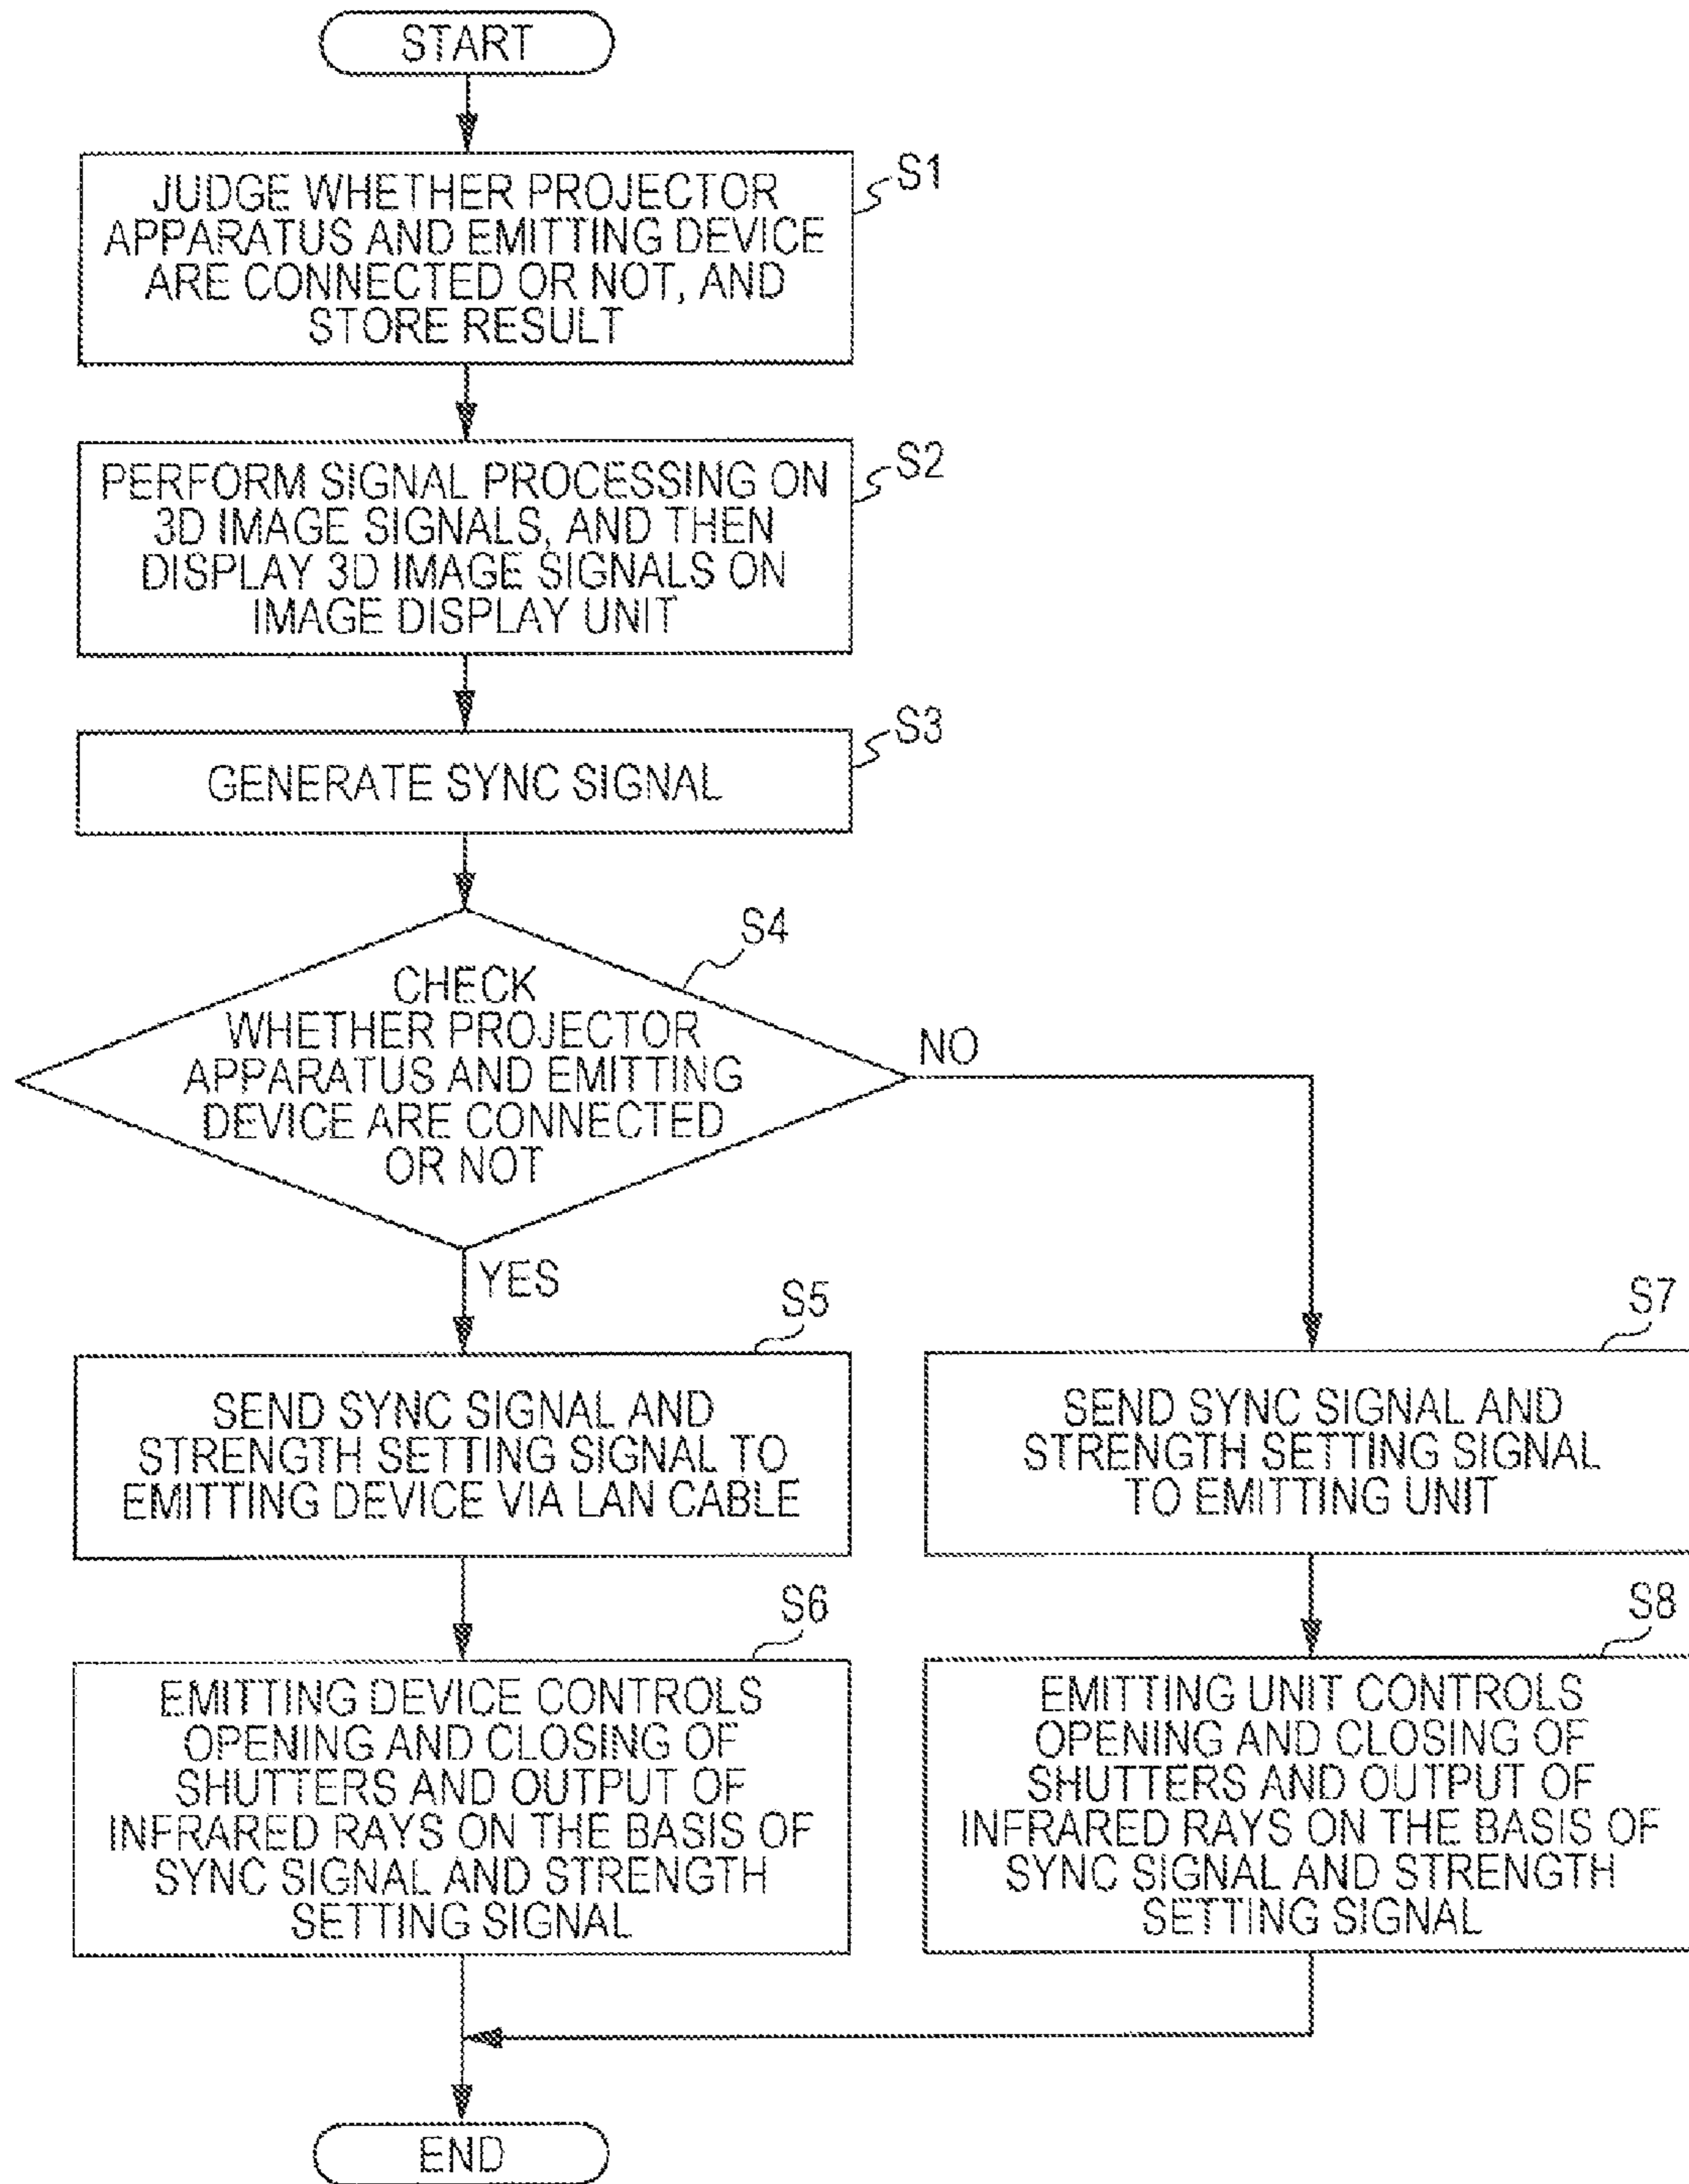 START
S1
JUDGE WHETHER PROJECTOR
APPARATUS AND EMITTING DEVICE
ARE CONNECTED OR NOT, AND
STORE RESULT
S2
PERFORM SIGNAL PROCESSING ON
3D IMAGE SIGNALS, AND THEN
DISPLAY 3D IMAGE SIGNALS ON
IMAGE DISPLAY UNIT
S3
GENERATE SYNC SIGNAL
S4
CHECK
WHETHER PROJECTOR
APPARATUS AND EMITTING
DEVICE ARE CONNECTED
OR NOT
NO
YES
S5
SEND SYNC SIGNAL AND
STRENGTH SETTING SIGNAL TO
EMITTING DEVICE VIA LAN CABLE
S6
EMITTING DEVICE CONTROLS
OPENING AND CLOSING OF
SHUTTERS AND OUTPUT OF
INFRARED RAYS ON THE BASIS OF
SYNC SIGNAL AND STRENGTH
SETTING SIGNAL
S7
SEND SYNC SIGNAL AND
STRENGTH SETTING SIGNAL
TO EMITTING UNIT
S8
EMITTING UNIT CONTROLS
OPENING AND CLOSING OF
SHUTTERS AND OUTPUT OF
INFRARED RAYS ON THE BASIS OF
SYNC SIGNAL AND STRENGTH
SETTING SIGNAL
END